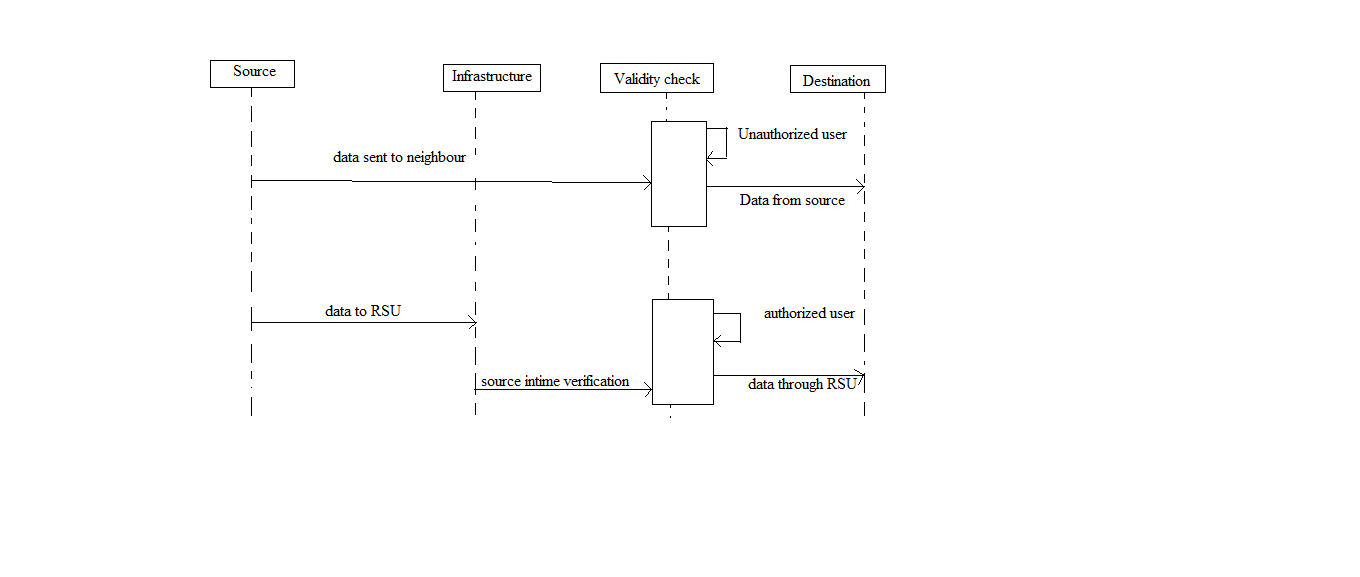 Source
Infrastructure
Validity check
Destination
Unauthorized user
data sent to neighbour
Data from source
data to RSU
authorized user
source intime verification
data through RSU